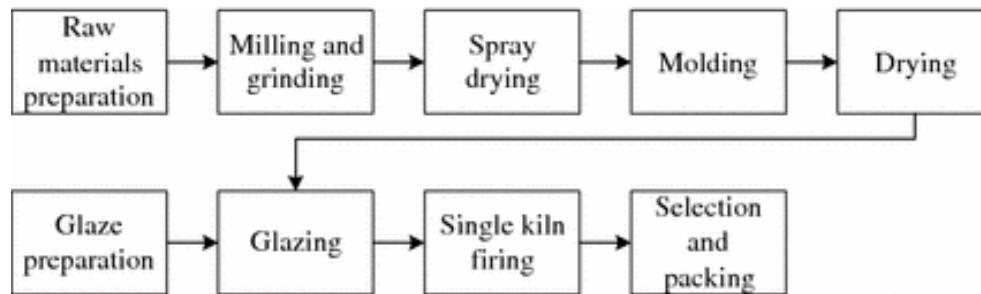 Raw
materials
preparation
Milling and
grinding
Spray
drying
Molding
Drying
Glaze
preparation
Glazing
Single kiln
firing
Selection
and
packing